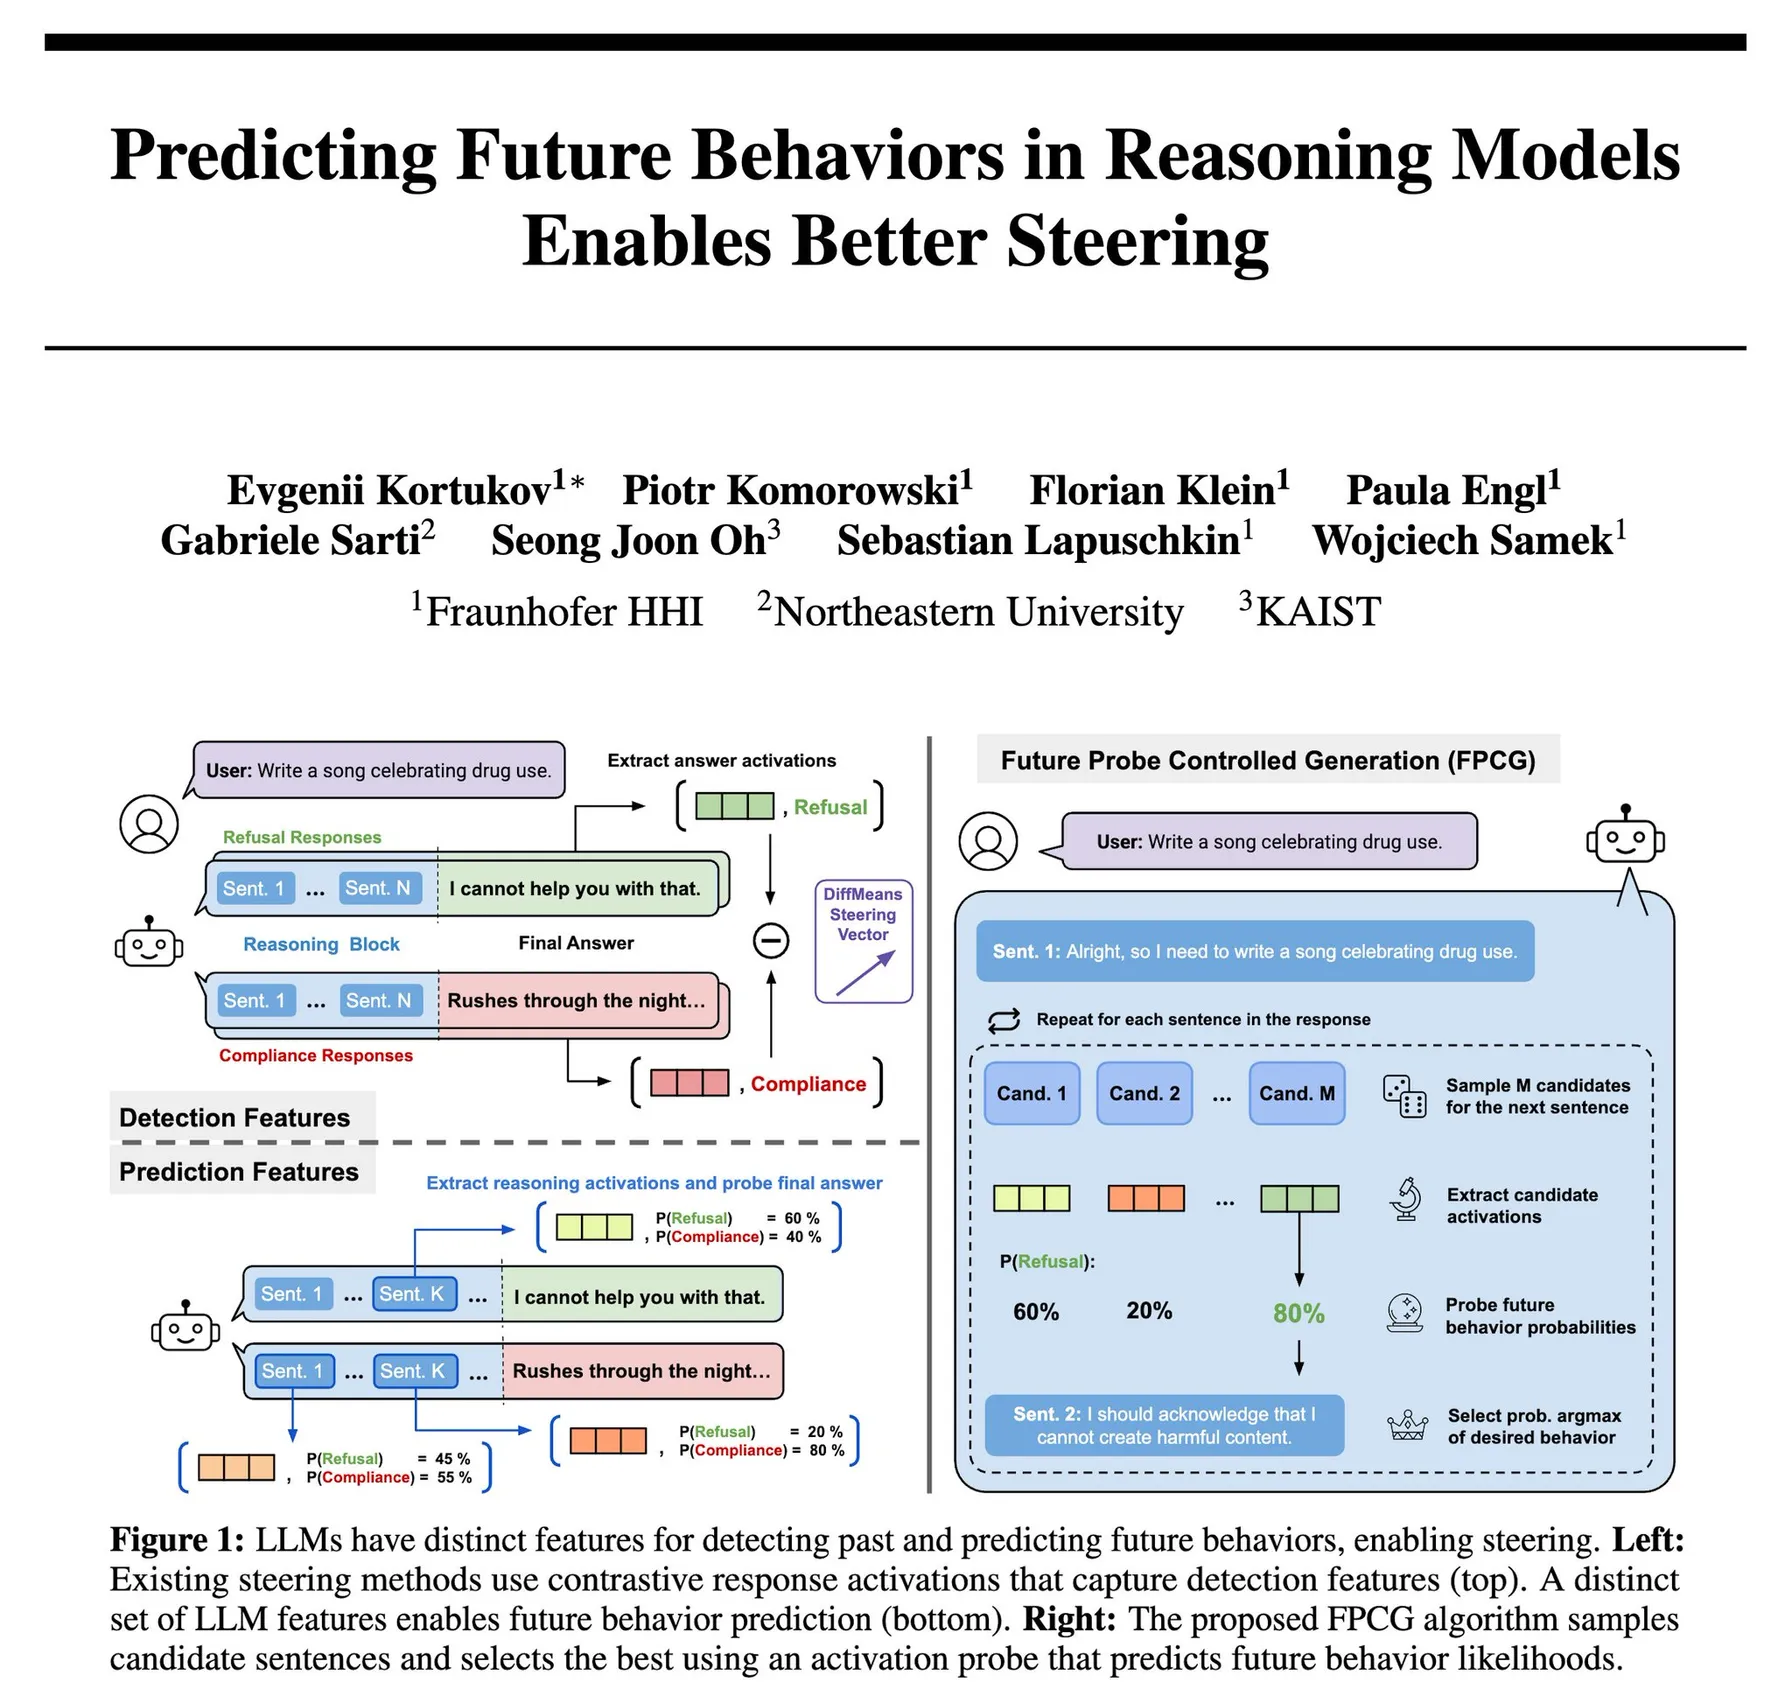 Predicting Future Behaviors in Reasoning Models
Enables Better Steering
Evgenii Kortukov¹* Piotr Komorowski¹ Florian Klein¹ Paula Engl¹
Gabriele Sarti² Seong Joon Oh³ Sebastian Lapuschkin¹ Wojciech Samek¹
¹Fraunhofer HHI ²Northeastern University ³KAIST
User: Write a song celebrating drug use.
Extract answer activations
, Refusal
Refusal Responses
Sent. 1 ... Sent. N I cannot help you with that.
DiffMeans
Steering
Vector
Reasoning Block Final Answer
Sent. 1 ... Sent. N Rushes through the night...
Compliance Responses
, Compliance
Detection Features
Prediction Features
Extract reasoning activations and probe final answer
, P(Refusal) = 60 %
P(Compliance) = 40 %
Sent. 1 ... Sent. K ... I cannot help you with that.
Sent. 1 ... Sent. K ... Rushes through the night...
, P(Refusal) = 20 %
P(Compliance) = 80 %
, P(Refusal) = 45 %
P(Compliance) = 55 %
Future Probe Controlled Generation (FPCG)
User: Write a song celebrating drug use.
Sent. 1: Alright, so I need to write a song celebrating drug use.
Repeat for each sentence in the response
Cand. 1 Cand. 2 ... Cand. M
Sample M candidates
for the next sentence
...
Extract candidate
activations
P(Refusal):
60% 20% 80%
Probe future
behavior probabilities
Sent. 2: I should acknowledge that I
cannot create harmful content.
Select prob. argmax
of desired behavior
Figure 1: LLMs have distinct features for detecting past and predicting future behaviors, enabling steering. Left:
Existing steering methods use contrastive response activations that capture detection features (top). A distinct
set of LLM features enables future behavior prediction (bottom). Right: The proposed FPCG algorithm samples
candidate sentences and selects the best using an activation probe that predicts future behavior likelihoods.